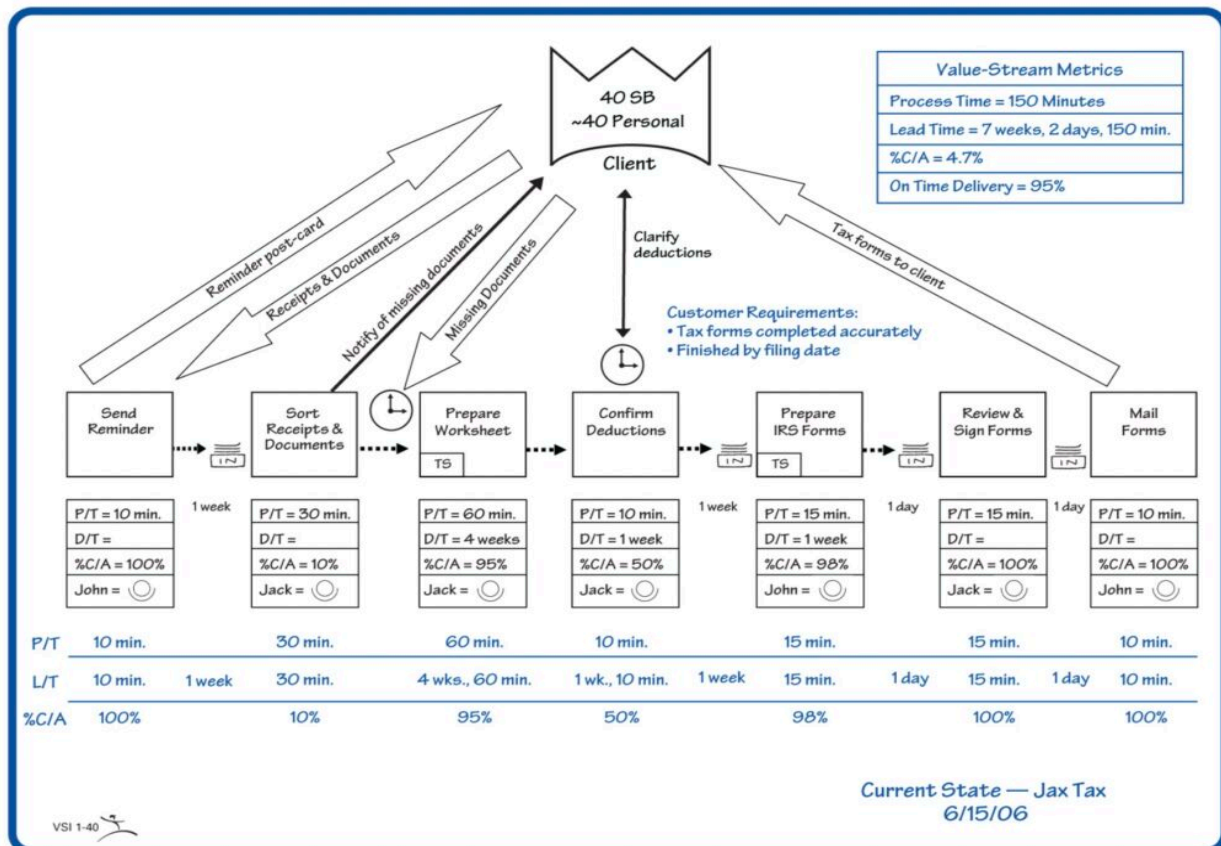 40 SB
~40 Personal
Client
Value-Stream Metrics
Process Time = 150 Minutes
Lead Time = 7 weeks, 2 days, 150 min.
%C/A = 4.7%
On Time Delivery = 95%
Reminder post-card
Receipts & Documents
Notify of missing documents
Missing Documents
Clarify
deductions
Tax forms to client
Customer Requirements:
• Tax forms completed accurately
• Finished by filing date
Send
Reminder
IN
Sort
Receipts &
Documents
Prepare
Worksheet
TS
Confirm
Deductions
IN
Prepare
IRS Forms
TS
IN
Review &
Sign Forms
IN
Mail
Forms
P/T = 10 min.
D/T =
%C/A = 100%
John =
1 week
P/T = 30 min.
D/T =
%C/A = 10%
Jack =
P/T = 60 min.
D/T = 4 weeks
%C/A = 95%
Jack =
P/T = 10 min.
D/T = 1 week
%C/A = 50%
Jack =
1 week
P/T = 15 min.
D/T = 1 week
%C/A = 98%
John =
1 day
P/T = 15 min.
D/T =
%C/A = 100%
Jack =
1 day
P/T = 10 min.
D/T =
%C/A = 100%
John =
P/T 10 min. 30 min. 60 min. 10 min. 15 min. 15 min. 10 min.
L/T 10 min. 1 week 30 min. 4 wks., 60 min. 1 wk., 10 min. 1 week 15 min. 1 day 15 min. 1 day 10 min.
%C/A 100% 10% 95% 50% 98% 100% 100%
Current State — Jax Tax
6/15/06
VSI 1-40